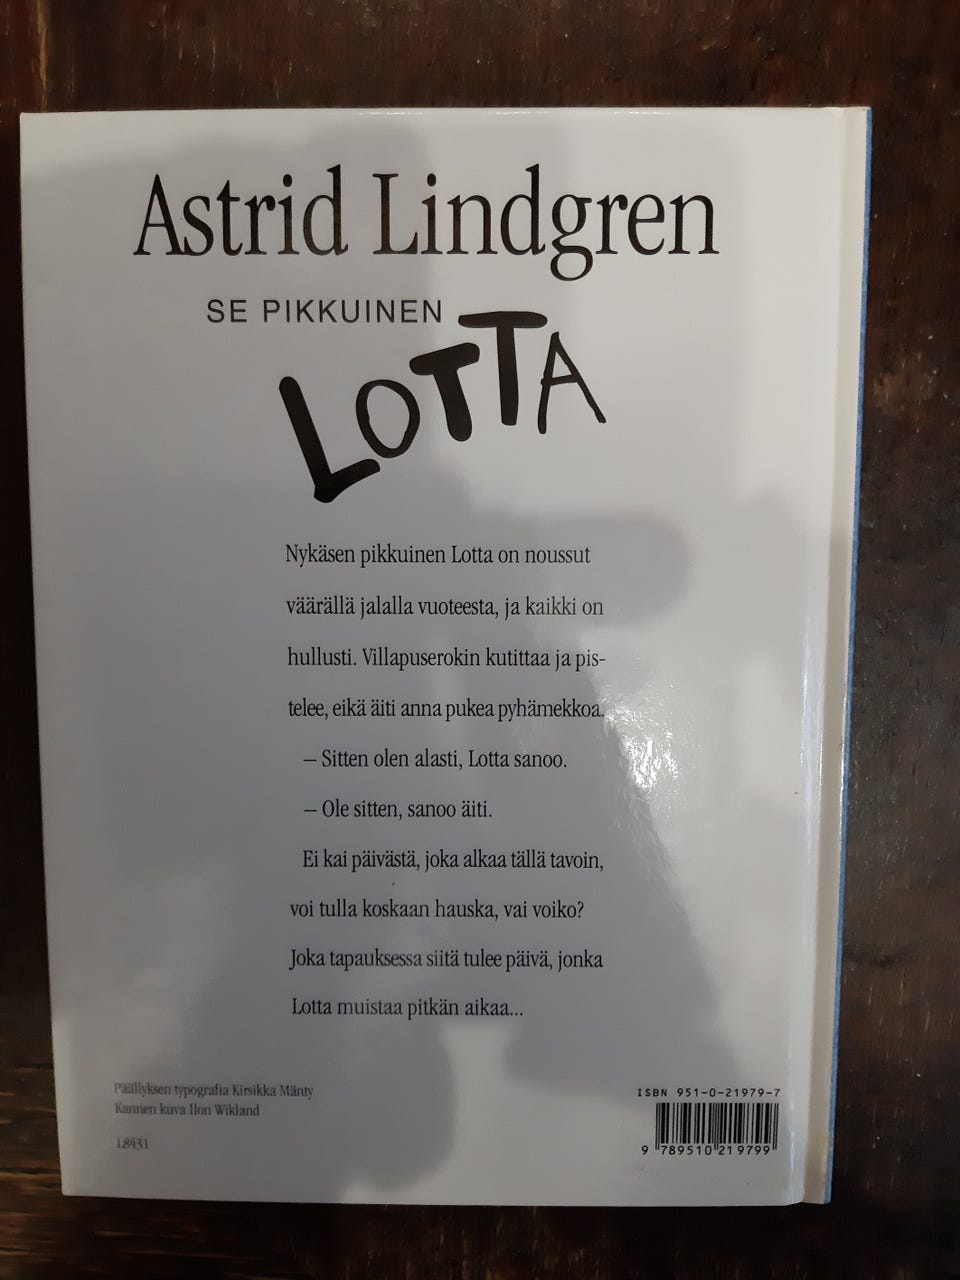 Astrid Lindgren
SE PIKKUINEN
LOTTA
Nykäsen pikkuinen Lotta on noussut
väärällä jalalla vuoteesta, ja kaikki on
hullusti. Villapuserokin kutittaa ja pis-
telee, eikä äiti anna pukea pyhämekkoa.
– Sitten olen alasti, Lotta sanoo.
– Ole sitten, sanoo äiti.
Ei kai päivästä, joka alkaa tällä tavoin,
voi tulla koskaan hauska, vai voiko?
Joka tapauksessa siitä tulee päivä, jonka
Lotta muistaa pitkän aikaa...
Päällyksen typografia Kirsikka Mänty
Kannen kuva Ilon Wikland
L8431
ISBN 951-0-21979-7
9 789510 219799